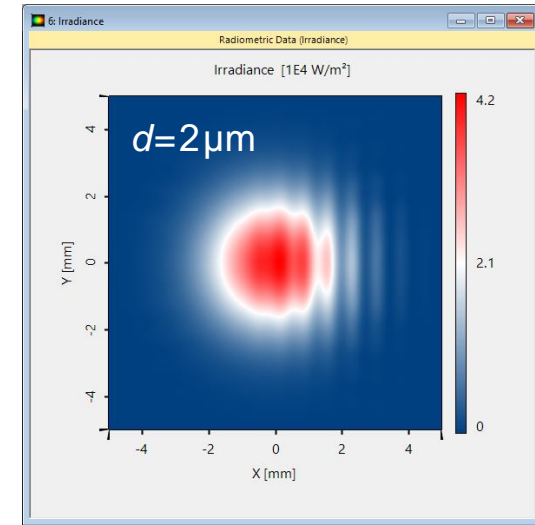 6: Irradiance
Radiometric Data (Irradiance)
Irradiance [1E4 W/m²]
d=2μm
4.2
2.1
0
4
2
0
-2
-4
Y [mm]
-4 -2 0 2 4
X [mm]